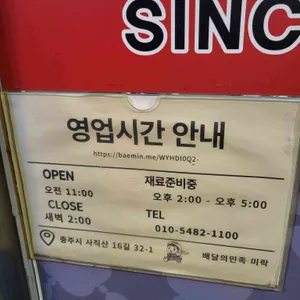 SINC
영업시간 안내
https://baemin.me/WYHDI0Q2-
OPEN
오전 11:00
CLOSE
새벽 2:00
재료준비중
오후 2:00 - 오후 5:00
TEL
010-5482-1100
충주시 사직산 16길 32-1
배달의민족 미락